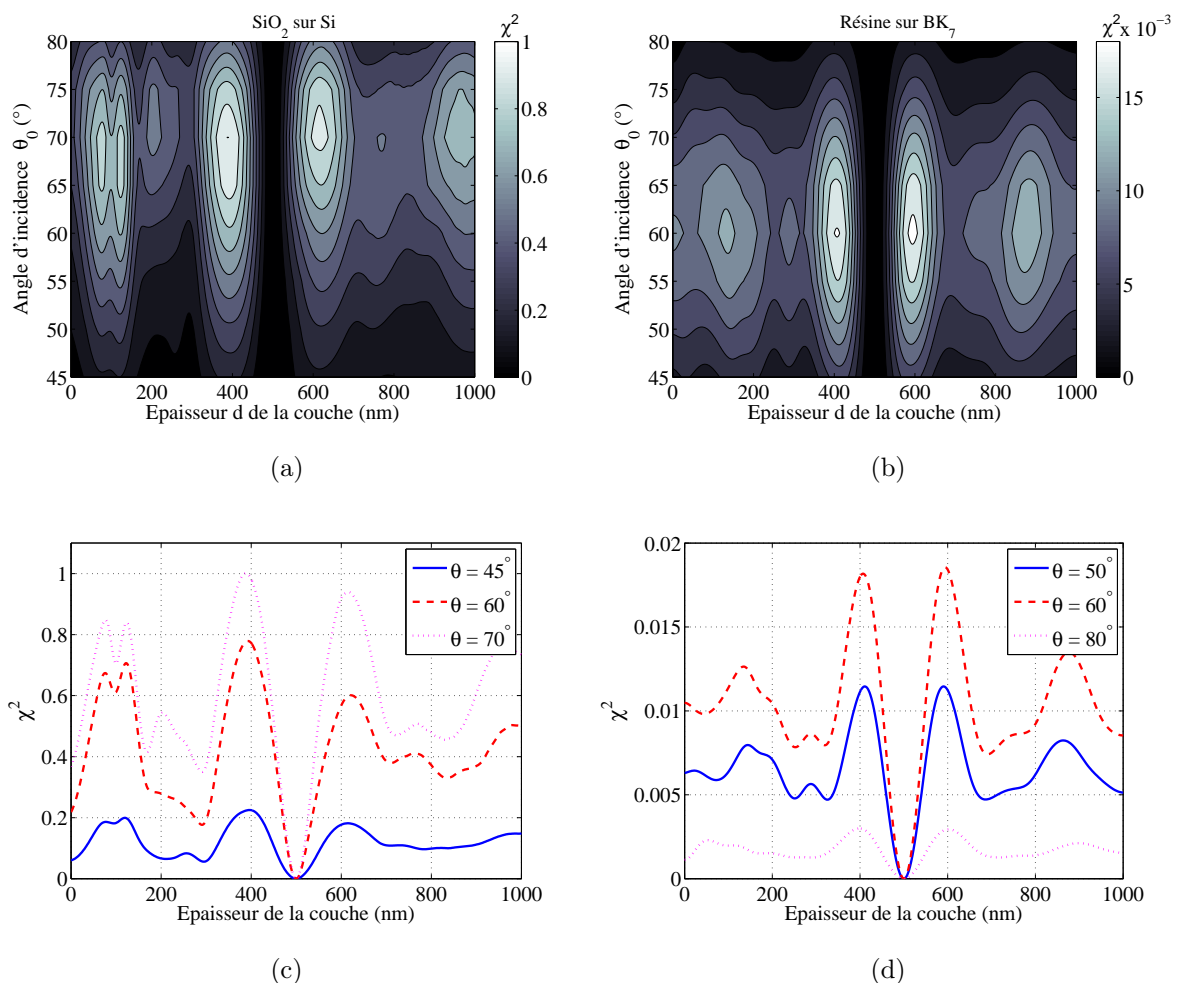 SiO₂ sur Si
χ²
80
75
70
65
60
55
50
45
Angle d'incidence θ₀ (°)
0 200 400 600 800 1000
Epaisseur d de la couche (nm)
1
0.8
0.6
0.4
0.2
0
(a)
Résine sur BK₇
χ²x 10⁻³
80
75
70
65
60
55
50
45
Angle d'incidence θ₀ (°)
0 200 400 600 800 1000
Epaisseur d de la couche (nm)
15
10
5
0
(b)
1
0.8
0.6
0.4
0.2
0
χ²
θ = 45°
θ = 60°
θ = 70°
0 200 400 600 800 1000
Epaisseur de la couche (nm)
(c)
0.02
0.015
0.01
0.005
0
χ²
θ = 50°
θ = 60°
θ = 80°
0 200 400 600 800 1000
Epaisseur de la couche (nm)
(d)